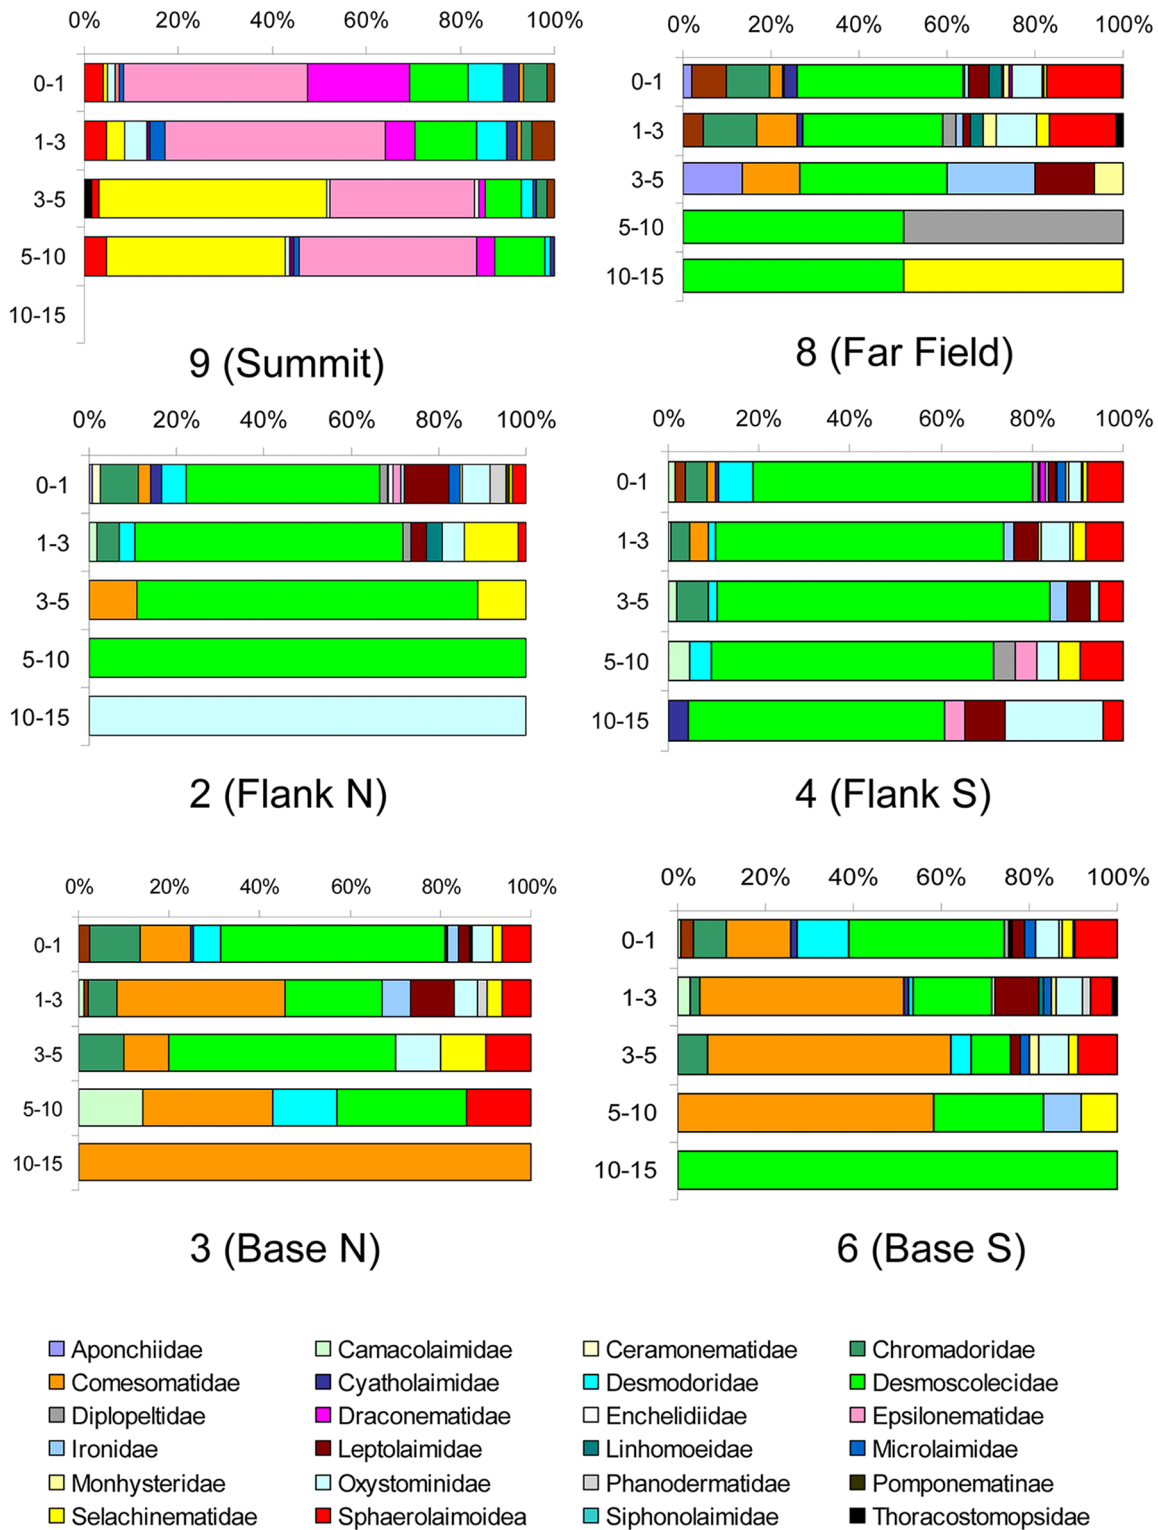 0% 20% 40% 60% 80% 100%
0-1
1-3
3-5
5-10
10-15
9 (Summit)
0% 20% 40% 60% 80% 100%
0-1
1-3
3-5
5-10
10-15
8 (Far Field)
0% 20% 40% 60% 80% 100%
0-1
1-3
3-5
5-10
10-15
2 (Flank N)
0% 20% 40% 60% 80% 100%
0-1
1-3
3-5
5-10
10-15
4 (Flank S)
0% 20% 40% 60% 80% 100%
0-1
1-3
3-5
5-10
10-15
3 (Base N)
0% 20% 40% 60% 80% 100%
0-1
1-3
3-5
5-10
10-15
6 (Base S)
Aponchiidae Camacolaimidae Ceramonematidae Chromadoridae
Comesomatidae Cyatholaimidae Desmodoridae Desmoscolecidae
Diplopeltidae Draconematidae Enchelidiidae Epsilonematidae
Ironidae Leptolaimidae Linhomoeidae Microlaimidae
Monhysteridae Oxystominidae Phanodermatidae Pomponematinae
Selachinematidae Sphaerolaimoidea Siphonolaimidae Thoracostomopsidae